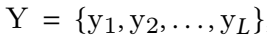 Y = {y₁, y₂, ..., y_L}